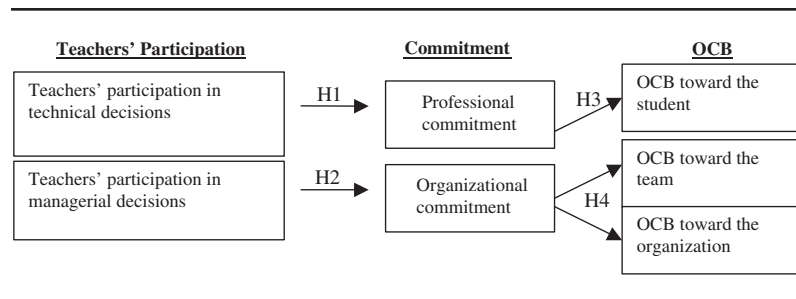 Teachers' Participation
Commitment
OCB
Teachers' participation in
technical decisions
H1
Professional
commitment
H3
OCB toward the
student
Teachers' participation in
managerial decisions
H2
Organizational
commitment
H4
OCB toward the
team
OCB toward the
organization